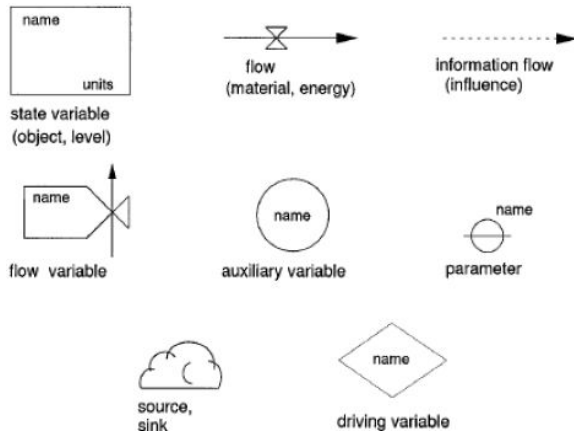 name
units
state variable
(object, level)
flow
(material, energy)
information flow
(influence)
name
flow variable
name
auxiliary variable
name
parameter
source,
sink
name
driving variable